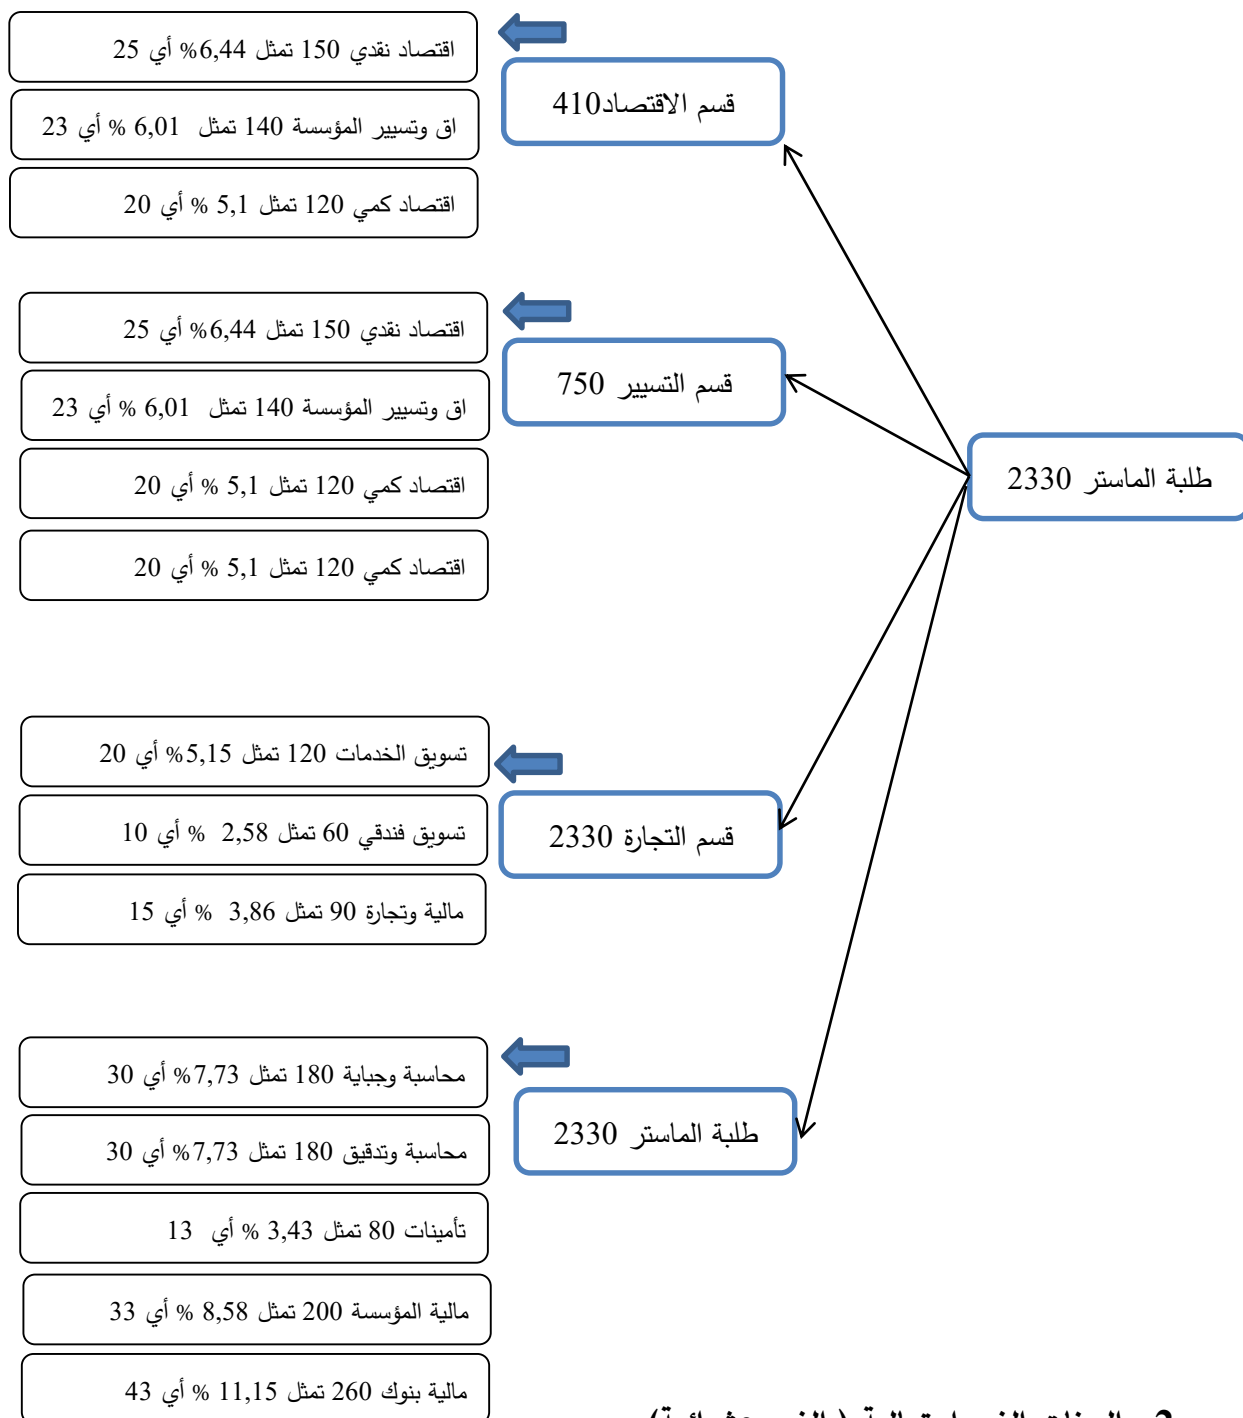 طلبة الماستر 2330
قسم الاقتصاد410
اقتصاد نقدي 150 تمثل 6,44% أي 25
اق وتسيير المؤسسة 140 تمثل 6,01 % أي 23
اقتصاد كمي 120 تمثل 5,1 % أي 20
قسم التسيير 750
اقتصاد نقدي 150 تمثل 6,44% أي 25
اق وتسيير المؤسسة 140 تمثل 6,01 % أي 23
اقتصاد كمي 120 تمثل 5,1 % أي 20
اقتصاد كمي 120 تمثل 5,1 % أي 20
قسم التجارة 2330
تسويق الخدمات 120 تمثل 5,15% أي 20
تسويق فندقي 60 تمثل 2,58 % أي 10
مالية وتجارة 90 تمثل 3,86 % أي 15
طلبة الماستر 2330
محاسبة وجباية 180 تمثل 7,73% أي 30
محاسبة وتدقيق 180 تمثل 7,73% أي 30
تأمينات 80 تمثل 3,43 % أي 13
مالية المؤسسة 200 تمثل 8,58 % أي 33
مالية بنوك 260 تمثل 11,15 % أي 43